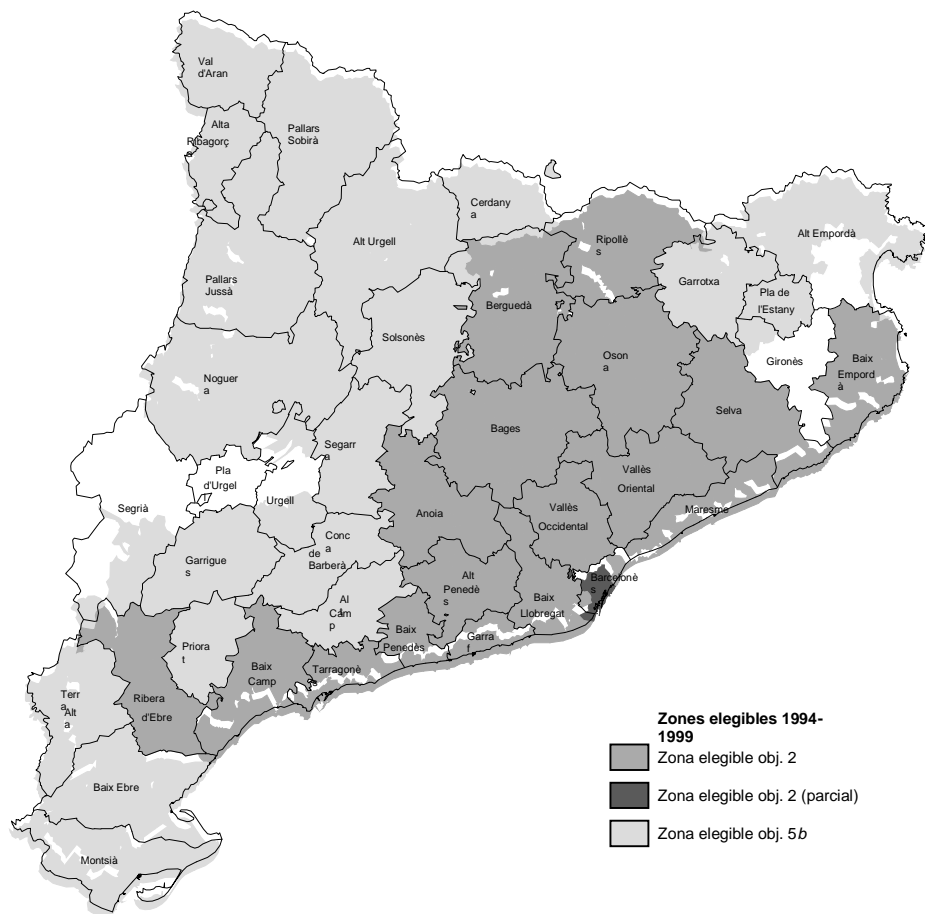 Val
d'Aran
Alta
Ribagorç
s
Pallars
Sobirà
Cerdany
a
Alt Urgell
Ripollè
s
Alt Empordà
Garrotxa
Pallars
Jussà
Pla de
l'Estany
Berguedà
Solsonès
Oson
a
Gironès
Baix
Empord
à
Noguer
a
Selva
Bages
Segarr
a
Pla
d'Urgel
Vallès
Oriental
Urgell
Segrià
Vallès
Occidental
Maresme
Anoia
Conc
a
de
Barberà
Garrigue
s
Alt
Penedè
s
Barcelonè
s
Baix
Llobregat
Al
t
Camp
Baix
Penedès
Garra
f
Priora
t
Baix
Camp
Tarragonè
s
Terr
a
Alt
a
Ribera
d'Ebre
Baix Ebre
Montsià
Zones elegibles 1994-
1999
Zona elegible obj. 2
Zona elegible obj. 2 (parcial)
Zona elegible obj. 5b